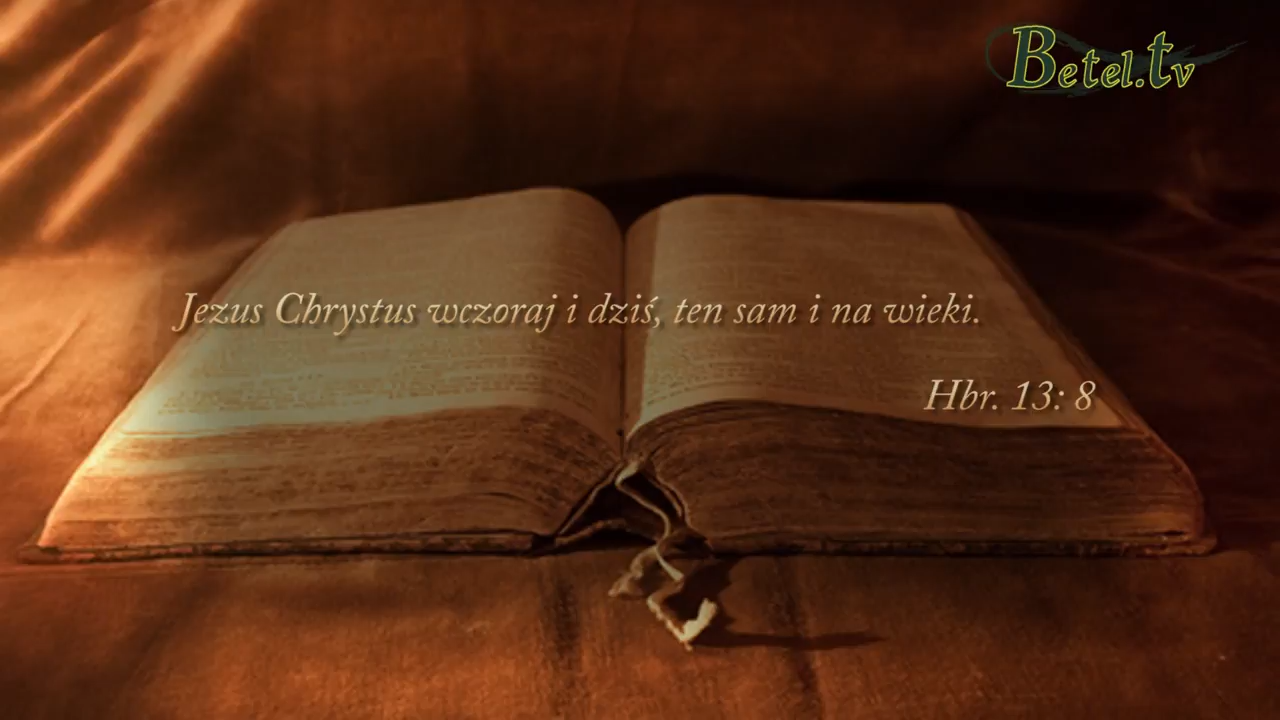 Betel.tv
Jezus Chrystus wczoraj i dziś, ten sam i na wieki.
Hbr. 13: 8